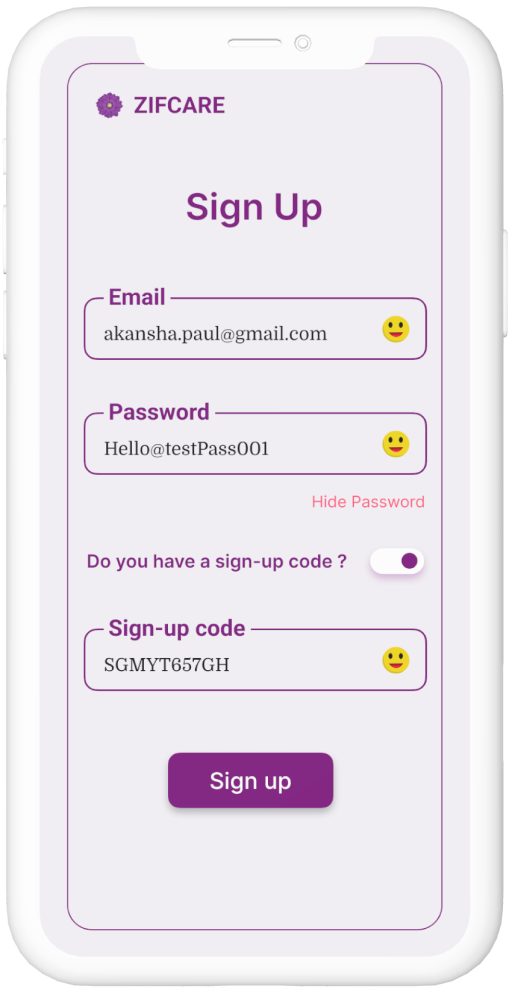 ZIFCARE
Sign Up
Email
akansha.paul@gmail.com
Password
Hello@testPass001
Hide Password
Do you have a sign-up code ?
Sign-up code
SGMYT657GH
Sign up